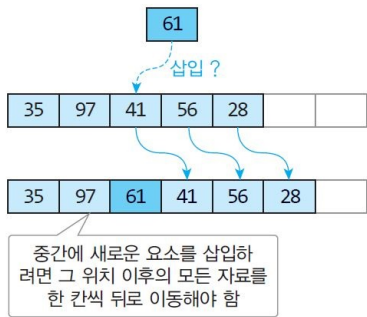 61
삽입 ?
35 97 41 56 28
35 97 61 41 56 28
중간에 새로운 요소를 삽입하
려면 그 위치 이후의 모든 자료를
한 칸씩 뒤로 이동해야 함